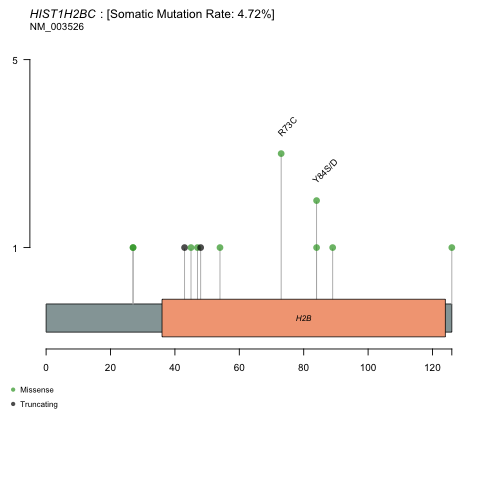 HIST1H2BC : [Somatic Mutation Rate: 4.72%]
NM_003526
5
R73C
Y84S/D
1
H2B
0 20 40 60 80 100 120
Missense
Truncating